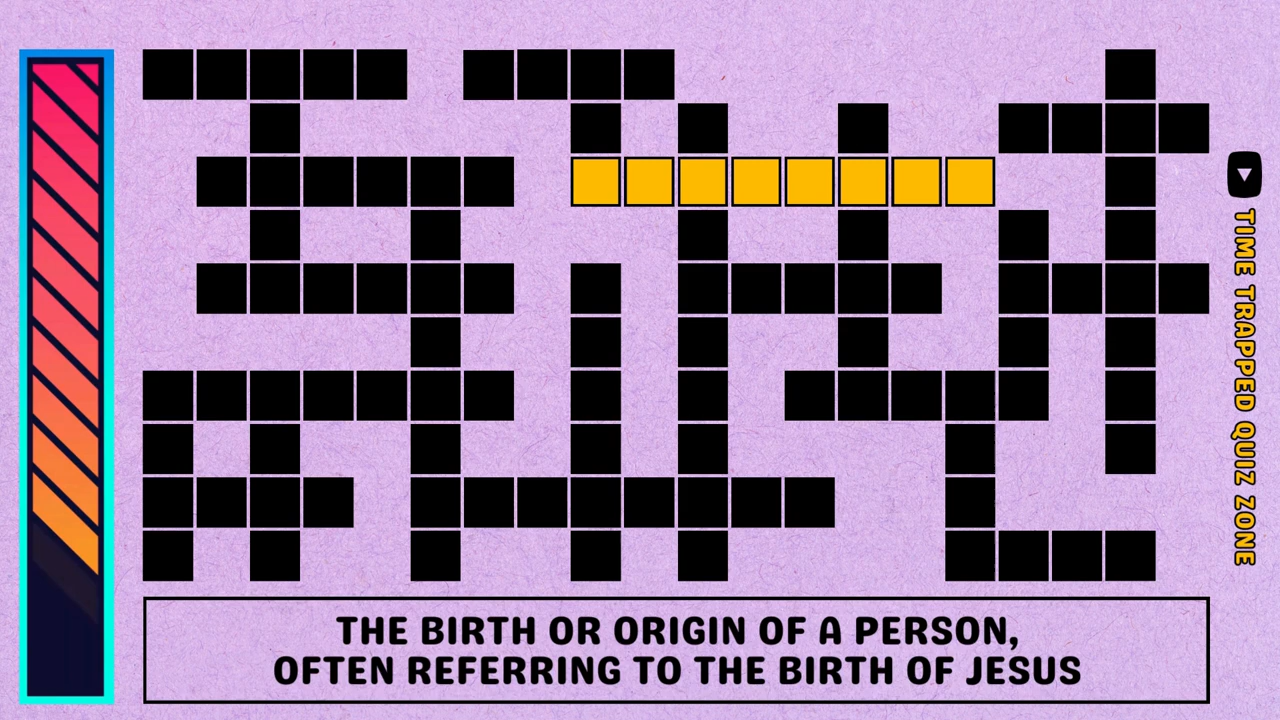 THE BIRTH OR ORIGIN OF A PERSON,
OFTEN REFERRING TO THE BIRTH OF JESUS
TIME TRAPPED QUIZ ZONE